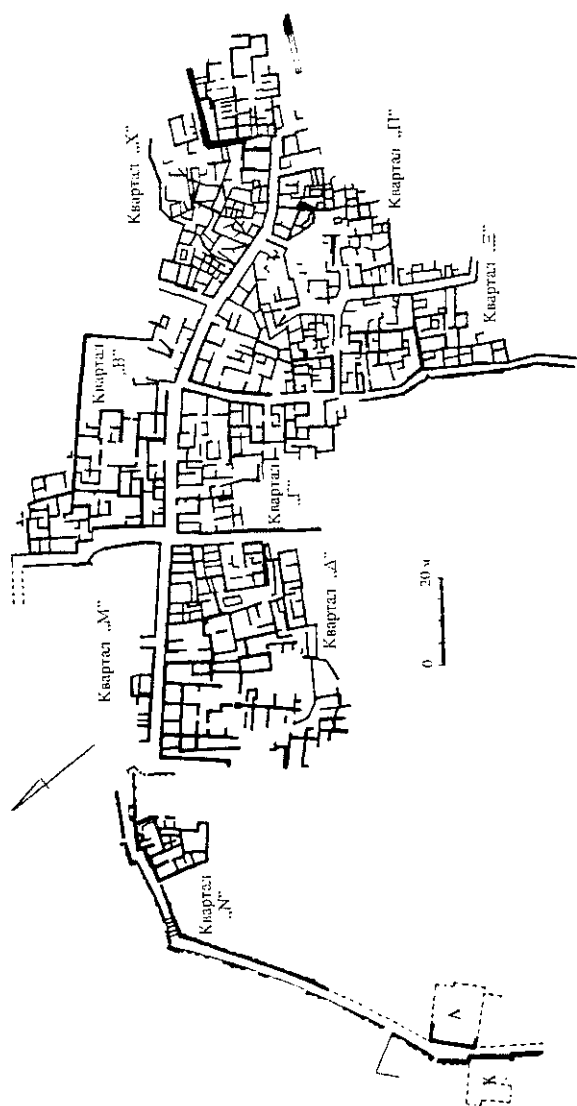 Квартал „Х“
Квартал „П“
Квартал „Ξ“
Квартал
„В“
Квартал
„Г“
Квартал „Δ“
Квартал „М“
Квартал
„N“
0 20 м
Λ
К